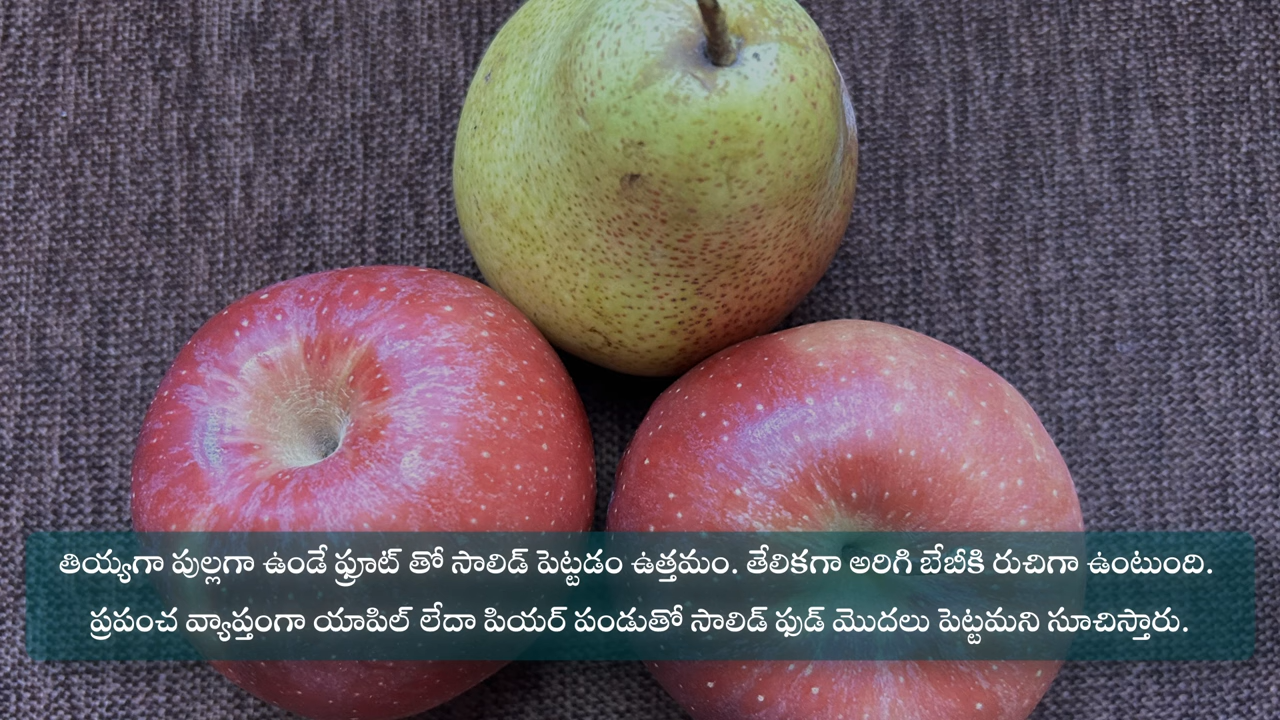 తియ్యగా పుల్లగా ఉండే ఫ్రూట్ తో సాలిడ్ పెట్టడం ఉత్తమం. తేలికగా అరిగి బేబీకి రుచిగా ఉంటుంది.
ప్రపంచ వ్యాప్తంగా యాపిల్ లేదా పియర్ పండుతో సాలిడ్ ఫుడ్ మొదలు పెట్టమని సూచిస్తారు.